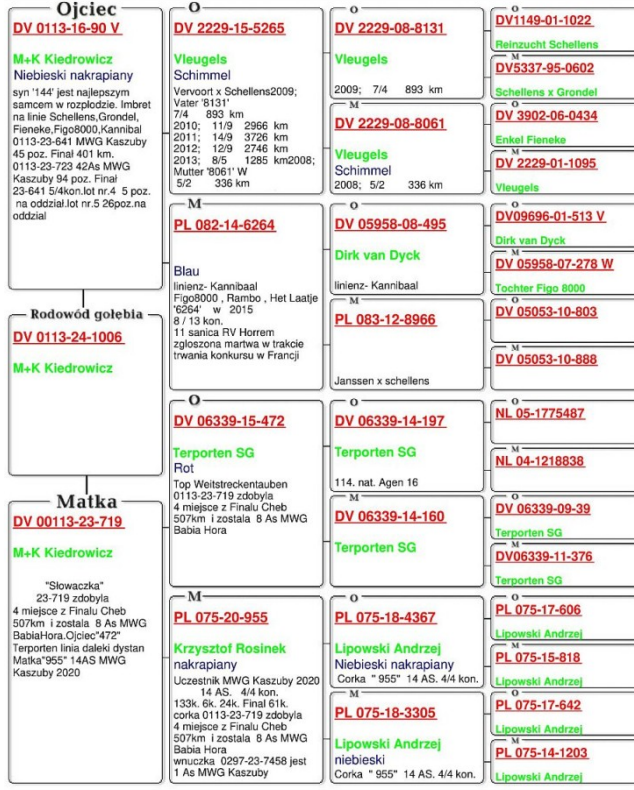 Ojciec
DV 0113-16-90 V
M+K Kiedrowicz
Niebieski nakrapiany
syn '144' jest najlepszym
samcem w rozpłodzie. Imbret
na linie Schellens,Grondel,
Fieneke,Figo8000,Kannibal
0113-23-641 MWG Kaszuby
45 poz. Finał 401 km.
0113-23-723 42As MWG
Kaszuby 94 poz. Finał
23-641 5/4kon.lot nr.4 5 poz.
na oddział.lot nr.5 26poz.na
oddzial
Rodowód gołębia
DV 0113-24-1006
M+K Kiedrowicz
Matka
DV 00113-23-719
M+K Kiedrowicz
"Słowaczka"
23-719 zdobyla
4 miejsce z Finalu Cheb
507km i zostala 8 As MWG
BabiaHora.Ojciec"472"
Terporten linia daleki dystan
Matka"955" 14AS MWG
Kaszuby 2020
O
DV 2229-15-5265
Vleugels
Schimmel
Vervoort x Schellens2009;
Vater '8131'
7/4 893 km
2010; 11/9 2966 km
2011; 14/9 3726 km
2012; 12/9 2746 km
2013; 8/5 1285 km2008;
Mutter '8061' W
5/2 336 km
M
PL 082-14-6264
Blau
linienz- Kannibaal
Figo8000 , Rambo , Het Laatje
'6264' w 2015
8 / 13 kon.
11 sanica RV Horrem
zgloszona martwa w trakcie
trwania konkursu w Francji
O
DV 06339-15-472
Terporten SG
Rot
Top Weitstreckentauben
0113-23-719 zdobyla
4 miejsce z Finalu Cheb
507km i zostala 8 As MWG
Babia Hora
M
PL 075-20-955
Krzysztof Rosinek
nakrapiany
Uczestnik MWG Kaszuby 2020
14 AS. 4/4 kon.
133k. 6k. 24k. Final 61k.
corka 0113-23-719 zdobyla
4 miejsce z Finalu Cheb
507km i zostala 8 As MWG
Babia Hora
wnuczka 0297-23-7458 jest
1 As MWG Kaszuby
O
DV 2229-08-8131
Vleugels
2009; 7/4 893 km
M
DV 2229-08-8061
Vleugels
Schimmel
2008; 5/2 336 km
O
DV 05958-08-495
Dirk van Dyck
linienz- Kannibaal
M
PL 083-12-8966
Janssen x schellens
O
DV 06339-14-197
Terporten SG
114. nat. Agen 16
M
DV 06339-14-160
Terporten SG
O
PL 075-18-4367
Lipowski Andrzej
Niebieski nakrapiany
Corka " 955" 14 AS. 4/4 kon.
M
PL 075-18-3305
Lipowski Andrzej
niebieski
Corka " 955" 14 AS. 4/4 kon.
O
DV1149-01-1022
Reinzucht Schellens
M
DV5337-95-0602
Schellens x Grondel
O
DV 3902-06-0434
Enkel Fieneke
M
DV 2229-01-1095
Vleugels
O
DV09696-01-513 V
Dirk van Dyck
M
DV 05958-07-278 W
Tochter Figo 8000
O
DV 05053-10-803
M
DV 05053-10-888
O
NL 05-1775487
M
NL 04-1218838
O
DV 06339-09-39
Terporten SG
M
DV06339-11-376
Terporten SG
O
PL 075-17-606
Lipowski Andrzej
M
PL 075-15-818
Lipowski Andrzej
O
PL 075-17-642
Lipowski Andrzej
M
PL 075-14-1203
Lipowski Andrzej